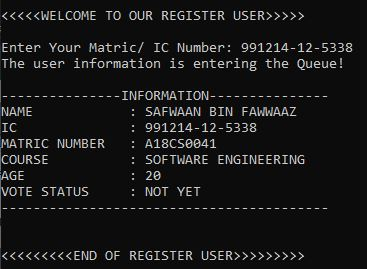 <<<<<WELCOME TO OUR REGISTER USER>>>>>
Enter Your Matric/ IC Number: 991214-12-5338
The user information is entering the Queue!
---------------INFORMATION---------------
NAME : SAFWAAN BIN FAWWAAZ
IC : 991214-12-5338
MATRIC NUMBER : A18CS0041
COURSE : SOFTWARE ENGINEERING
AGE : 20
VOTE STATUS : NOT YET
-----------------------------------------
<<<<<<<<<END OF REGISTER USER>>>>>>>>>